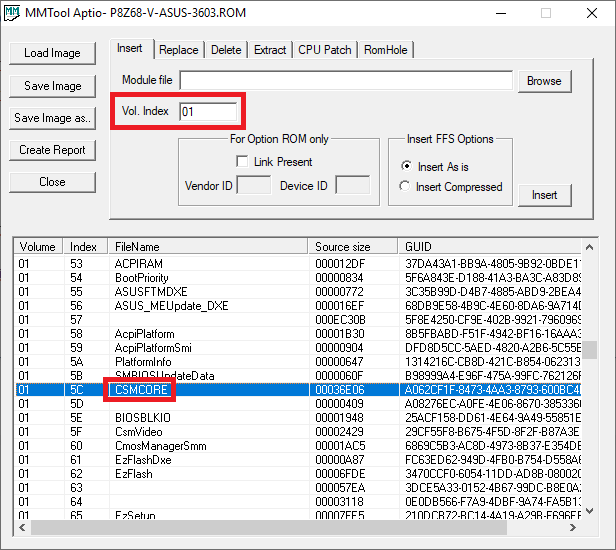 MMTool Aptio- P8Z68-V-ASUS-3603.ROM
Load Image
Save Image
Save Image as..
Create Report
Close
Insert Replace Delete Extract CPU Patch RomHole
Module file Browse
Vol. Index 01
For Option ROM only
Link Present
Vendor ID Device ID
Insert FFS Options
Insert As is
Insert Compressed
Insert
Volume Index FileName Source size GUID
01 53 ACPIRAM 000012DF 37DA43A1-BB9A-4805-9B92-0BDE11
01 54 BootPriority 00000834 5F6A843E-D188-41A3-BA3C-A83D89
01 55 ASUSFTMDXE 00000772 3C35B99D-D4B7-4885-ABD9-2BEA4
01 56 ASUS_MEUpdate_DXE 000016EF 68DB9E58-4B9C-4E60-8DA6-9A714D
01 57 0000EC30B 5F8E4250-CF9E-402B-9921-7960969
01 58 AcpiPlatform 00001B30 8B5FBABD-F51F-4942-BF16-16AAA3
01 59 AcpiPlatformSmi 00000904 DFD8D5CC-5AED-4820-A2B6-5C55E
01 5A PlatformInfo 00000647 1314216C-CB8D-421C-B854-062313
01 5B SMBIOSUpdateData 0000060F B98999A4-E96F-475A-99FC-762126F
01 5C CSMCORE 00036E06 A062CF1F-8473-4AA3-8793-600BC4
01 5D 00000409 A08276EC-A0FE-4E06-8670-385336
01 5E BIOSBLKIO 00001948 25ACF158-DD61-4E64-9A49-55851E
01 5F CsmVideo 00002429 29CF55F8-B675-4F5D-8F2F-B87A3E
01 60 CmosManagerSmm 00001AC5 6869C5B3-AC8D-4973-8B37-E354DE
01 61 EzFlashDxe 00000A87 FC63ED62-949D-4FB0-B754-D558A6
01 62 EzFlash 00006FDE 3470CCF0-6054-11DD-AD8B-080020
01 63 000057EA 3DCE5A33-0152-4B67-99DC-B8E0A2
01 64 00003118 0E0DB566-F7A9-4DBF-9A74-FA5B13
01 65 EzSetup 00007FE5 210DCB72-BC14-4A19-A29B-F696EB